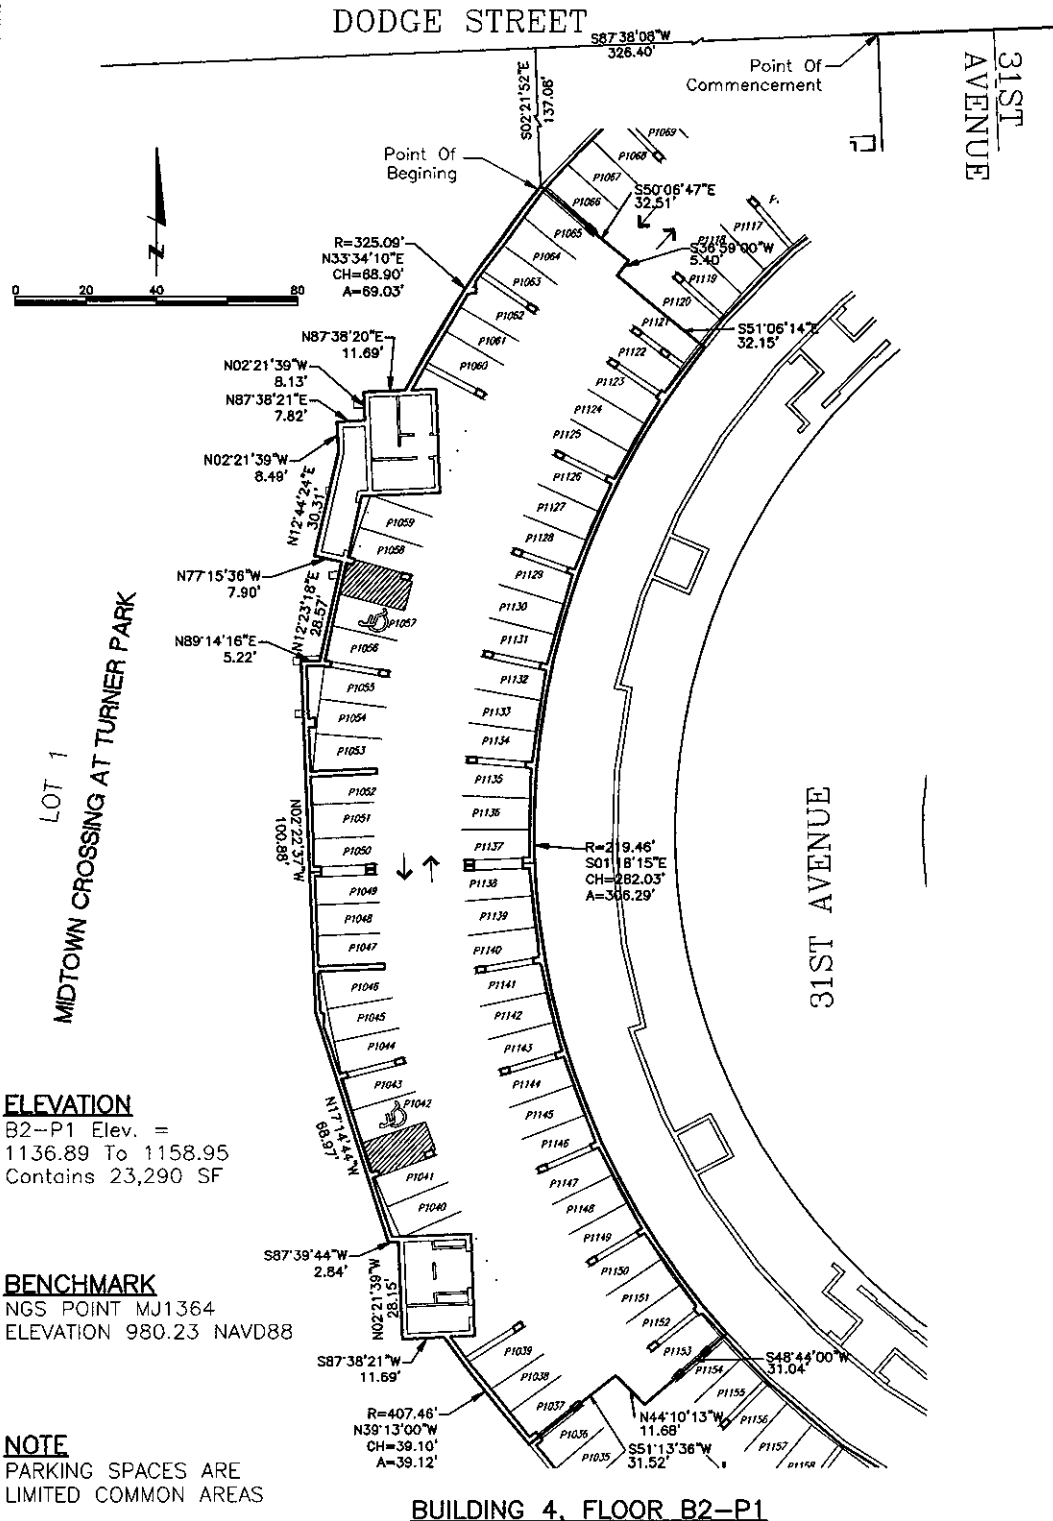 DODGE STREET
S87°38'08"W
326.40'
Point Of
Commencement
31ST
AVENUE
S02°21'52"E
137.08'
Point Of
Begining
P1069
P1068
P1067
P1066
P1065
P1064
P1063
P1062
P1061
P1060
S50°06'47"E
32.51'
P1117
P1118
S36°59'00"W
5.40'
P1119
P1120
P1121
S51°06'14"E
32.15'
R=325.09'
N33°34'10"E
CH=68.90'
A=69.03'
N
0 20 40 80
N87°38'20"E
11.69'
N02°21'39"W
8.13'
N87°38'21"E
7.82'
N02°21'39"W
8.49'
N12°44'24"E
30.31'
N77°15'36"W
7.90'
N12°23'18"E
28.57'
N89°14'16"E
5.22'
P1122
P1123
P1124
P1125
P1126
P1127
P1128
P1129
P1130
P1131
P1132
P1133
P1134
P1135
P1136
P1137
P1138
P1139
P1140
P1141
P1142
P1143
P1144
P1145
P1146
P1147
P1148
P1149
P1150
P1151
P1152
P1153
P1154
P1155
P1156
P1157
P1158
P1059
P1058
P1057
P1056
P1055
P1054
P1053
P1052
P1051
P1050
P1049
P1048
P1047
P1046
P1045
P1044
P1043
P1042
P1041
P1040
P1039
P1038
P1037
P1036
P1035
LOT 1
MIDTOWN CROSSING AT TURNER PARK
N02°22'37"W
100.88'
R=219.46'
S01°18'15"E
CH=282.03'
A=306.29'
31ST AVENUE
N17°14'44"W
68.97'
S87°39'44"W
2.84'
N02°21'39"W
28.15'
S87°38'21"W
11.69'
R=407.46'
N39°13'00"W
CH=39.10'
A=39.12'
S48°44'00"W
31.04'
N44°10'13"W
11.68'
S51°13'36"W
31.52'
ELEVATION
B2-P1 Elev. =
1136.89 To 1158.95
Contains 23,290 SF
BENCHMARK
NGS POINT MJ1364
ELEVATION 980.23 NAVD88
NOTE
PARKING SPACES ARE
LIMITED COMMON AREAS
BUILDING 4, FLOOR B2-P1